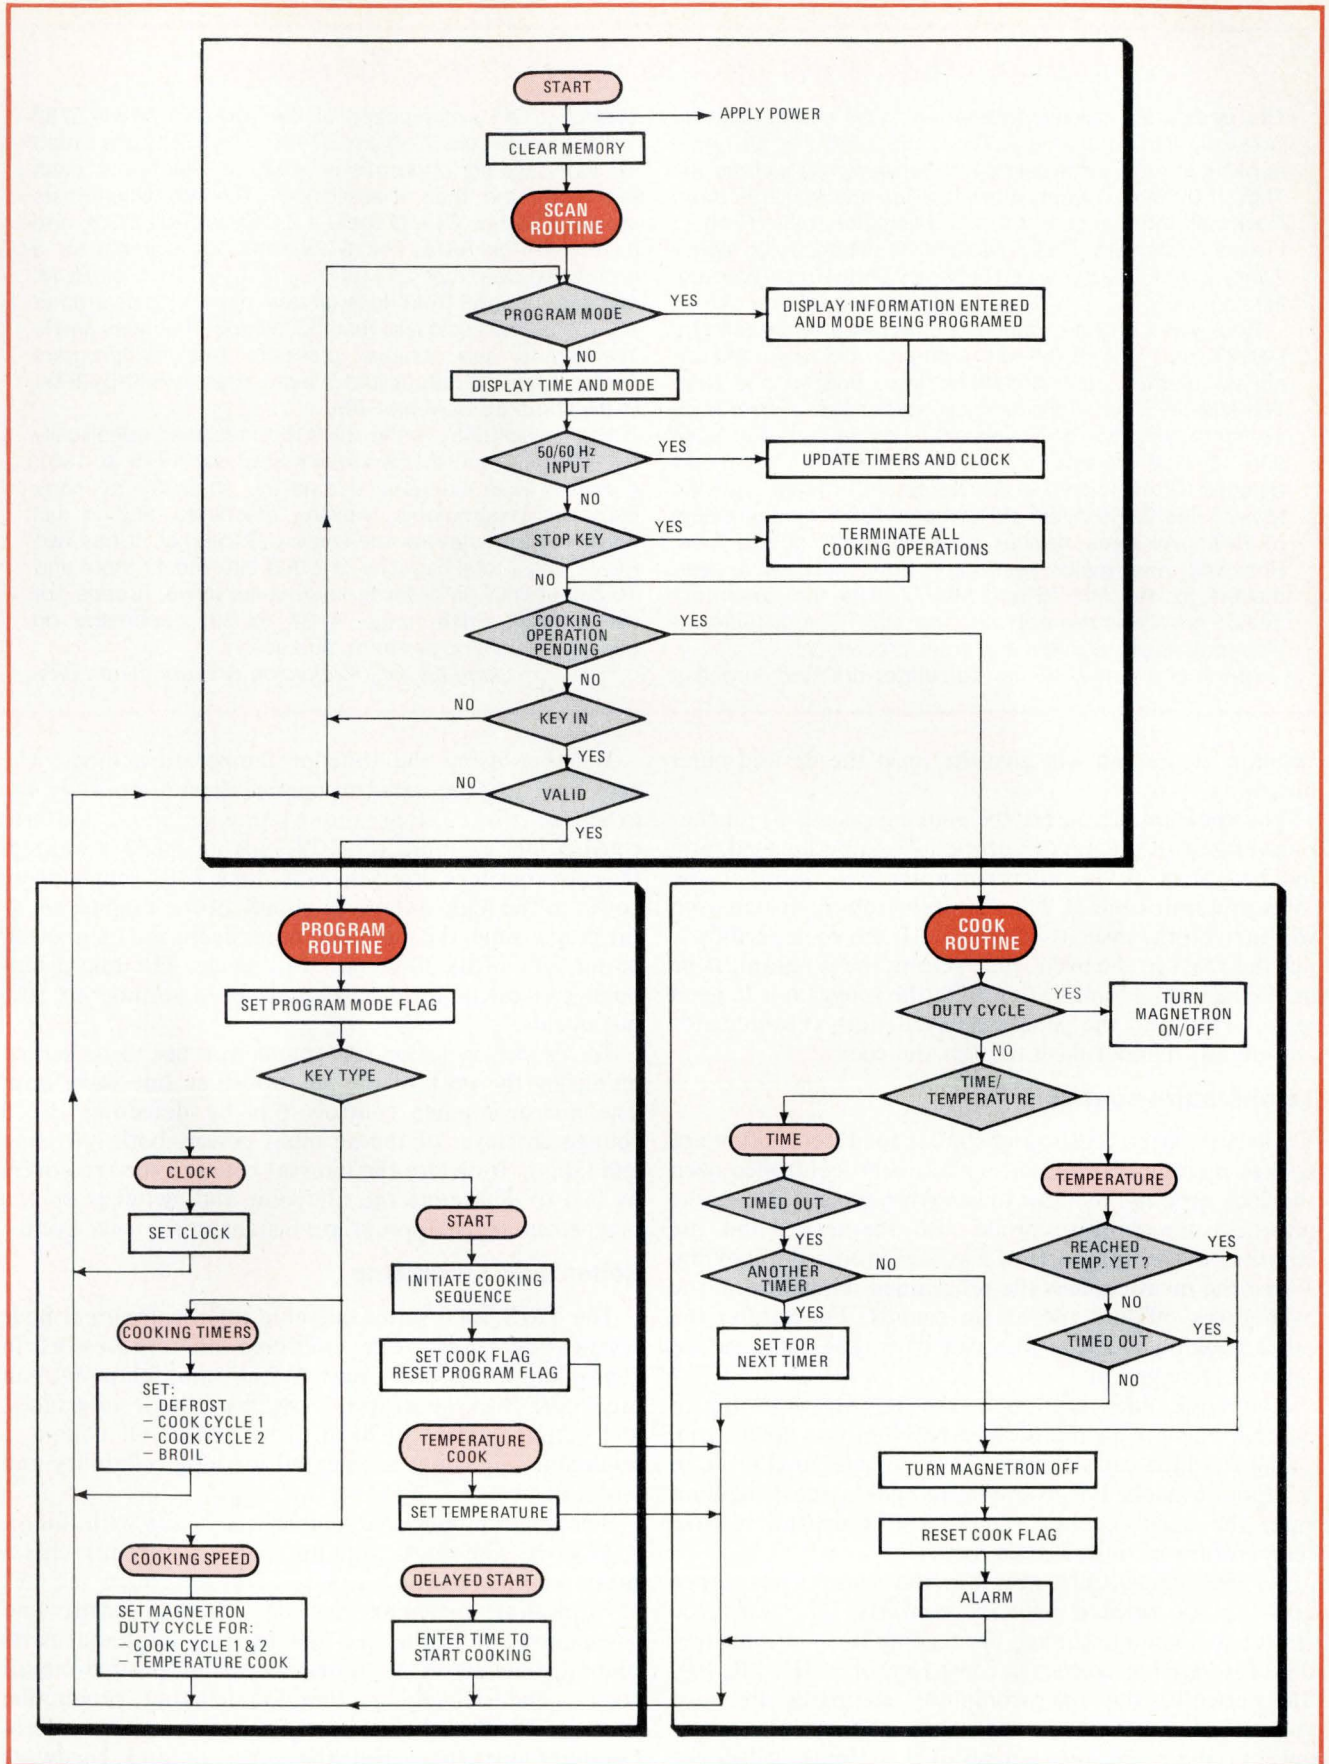 START
APPLY POWER
CLEAR MEMORY
SCAN
ROUTINE
PROGRAM MODE
YES
DISPLAY INFORMATION ENTERED
AND MODE BEING PROGRAMED
NO
DISPLAY TIME AND MODE
50/60 Hz
INPUT
YES
UPDATE TIMERS AND CLOCK
NO
STOP KEY
YES
TERMINATE ALL
COOKING OPERATIONS
NO
COOKING
OPERATION
PENDING
YES
NO
KEY IN
NO
YES
VALID
NO
YES
PROGRAM
ROUTINE
SET PROGRAM MODE FLAG
KEY TYPE
CLOCK
SET CLOCK
START
INITIATE COOKING
SEQUENCE
SET COOK FLAG
RESET PROGRAM FLAG
COOKING TIMERS
SET:
– DEFROST
– COOK CYCLE 1
– COOK CYCLE 2
– BROIL
TEMPERATURE
COOK
SET TEMPERATURE
COOKING SPEED
SET MAGNETRON
DUTY CYCLE FOR:
– COOK CYCLE 1 & 2
– TEMPERATURE COOK
DELAYED START
ENTER TIME TO
START COOKING
COOK
ROUTINE
DUTY CYCLE
YES
TURN
MAGNETRON
ON/OFF
NO
TIME/
TEMPERATURE
TIME
TIMED OUT
YES
ANOTHER
TIMER
NO
YES
SET FOR
NEXT TIMER
TEMPERATURE
REACHED
TEMP. YET?
YES
NO
TIMED OUT
YES
NO
TURN MAGNETRON OFF
RESET COOK FLAG
ALARM